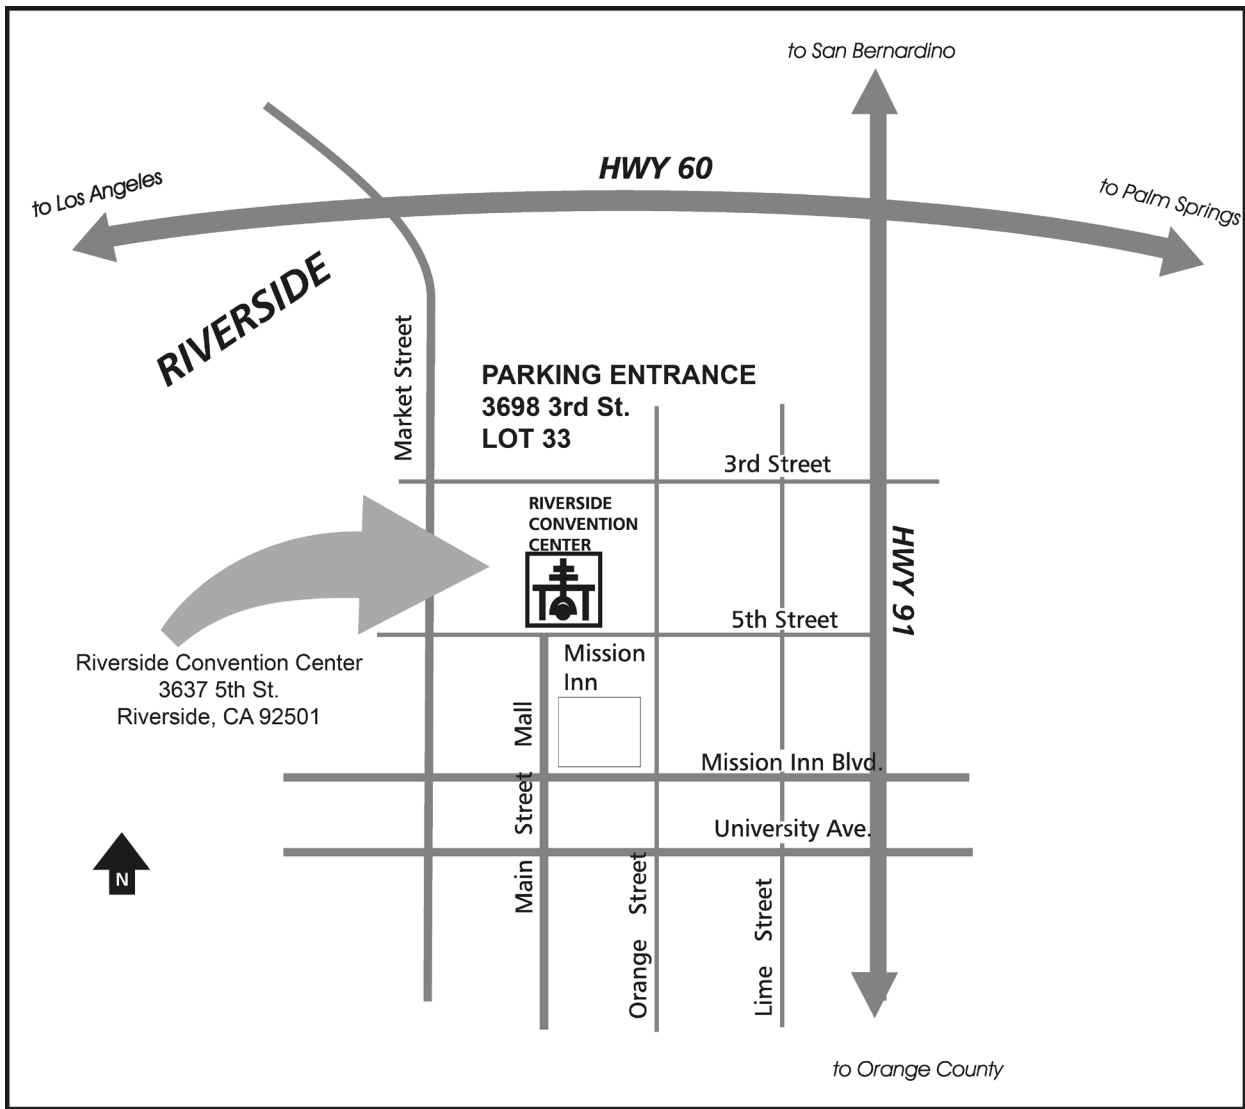 to San Bernardino
HWY 60
to Los Angeles
to Palm Springs
RIVERSIDE
Market Street
PARKING ENTRANCE
3698 3rd St.
LOT 33
3rd Street
RIVERSIDE
CONVENTION
CENTER
HWY 91
5th Street
Mission
Inn
Riverside Convention Center
3637 5th St.
Riverside, CA 92501
Main Street Mall
Mission Inn Blvd.
University Ave.
N
Orange Street
Lime Street
to Orange County